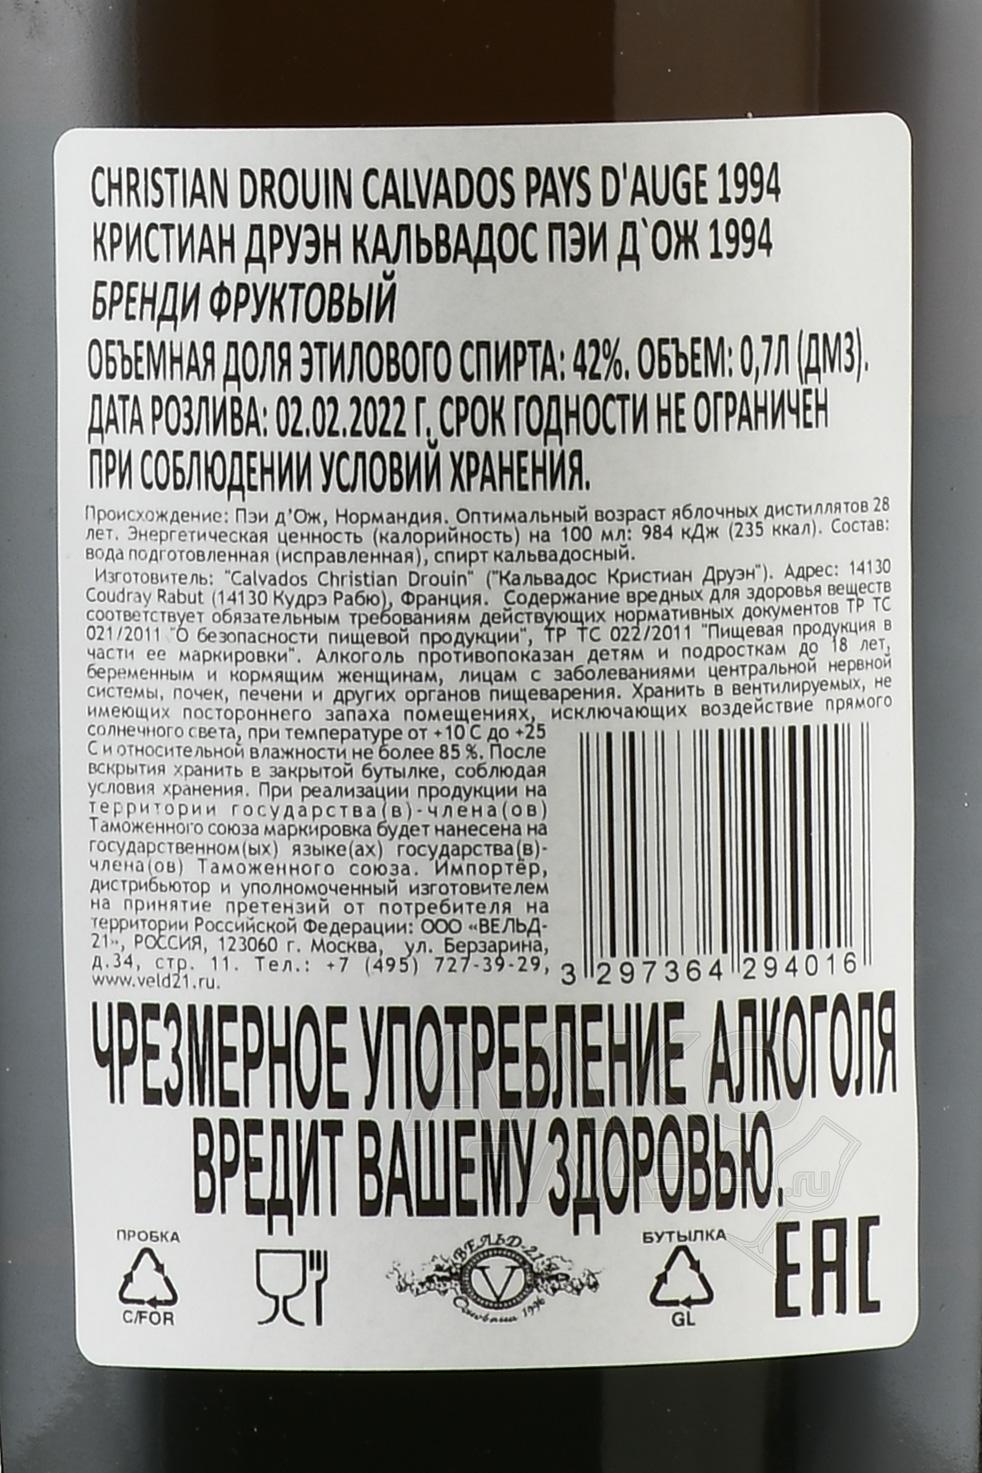 CHRISTIAN DROUIN CALVADOS PAYS D'AUGE 1994
КРИСТИАН ДРУЭН КАЛЬВАДОС ПЭИ Д`ОЖ 1994
БРЕНДИ ФРУКТОВЫЙ
ОБЪЕМНАЯ ДОЛЯ ЭТИЛОВОГО СПИРТА: 42%. ОБЪЕМ: 0,7Л (ДМ3).
ДАТА РОЗЛИВА: 02.02.2022 Г. СРОК ГОДНОСТИ НЕ ОГРАНИЧЕН
ПРИ СОБЛЮДЕНИИ УСЛОВИЙ ХРАНЕНИЯ.
Происхождение: Пэи д’Ож, Нормандия. Оптимальный возраст яблочных дистиллятов 28
лет. Энергетическая ценность (калорийность) на 100 мл: 984 кДж (235 ккал). Состав:
вода подготовленная (исправленная), спирт кальвадосный.
Изготовитель: "Calvados Christian Drouin" ("Кальвадос Кристиан Друэн"). Адрес: 14130
Coudray Rabut (14130 Кудрэ Рабю), Франция. Содержание вредных для здоровья веществ
соответствует обязательным требованиям действующих нормативных документов ТР ТС
021/2011 "О безопасности пищевой продукции", ТР ТС 022/2011 "Пищевая продукция в
части ее маркировки". Алкоголь противопоказан детям и подросткам до 18 лет,
беременным и кормящим женщинам, лицам с заболеваниями центральной нервной
системы, почек, печени и других органов пищеварения. Хранить в вентилируемых, не
имеющих постороннего запаха помещениях, исключающих воздействие прямого
солнечного света, при температуре от +10 С до +25
С и относительной влажности не более 85 %. После
вскрытия хранить в закрытой бутылке, соблюдая
условия хранения. При реализации продукции на
территории государства(в)-члена(ов)
Таможенного союза маркировка будет нанесена на
государственном(ых) языке(ах) государства(в)-
члена(ов) Таможенного союза. Импортёр,
дистрибьютор и уполномоченный изготовителем
на принятие претензий от потребителя на
территории Российской Федерации: ООО «ВЕЛЬД-
21», РОССИЯ, 123060 г. Москва, ул. Берзарина,
д.34, стр. 11. Тел.: +7 (495) 727-39-29,
www.veld21.ru.
3 297364 294016
ЧРЕЗМЕРНОЕ УПОТРЕБЛЕНИЕ АЛКОГОЛЯ
ВРЕДИТ ВАШЕМУ ЗДОРОВЬЮ.
ПРОБКА
C/FOR
ВЕЛЬД-21
V
Основана 1996
БУТЫЛКА
GL
EAC